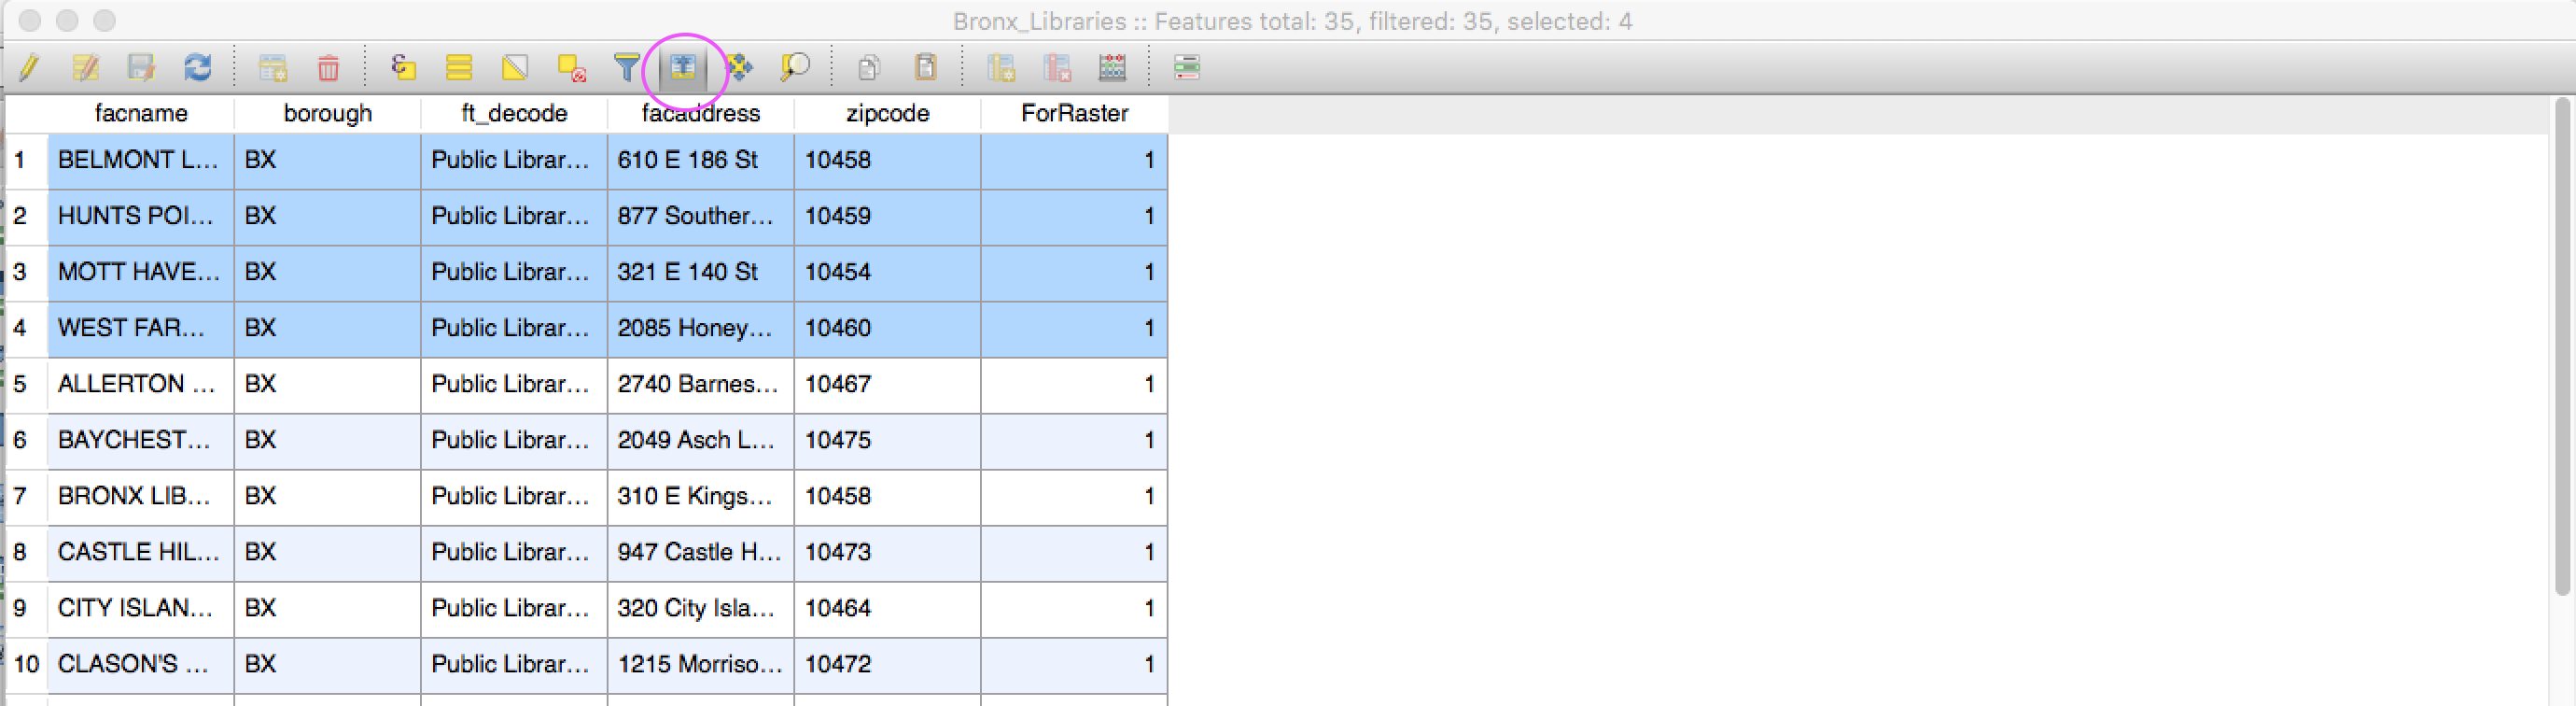 Bronx_Libraries :: Features total: 35, filtered: 35, selected: 4
facname borough ft_decode facaddress zipcode ForRaster
1 BELMONT L... BX Public Librar... 610 E 186 St 10458 1
2 HUNTS POI... BX Public Librar... 877 Souther... 10459 1
3 MOTT HAVE... BX Public Librar... 321 E 140 St 10454 1
4 WEST FAR... BX Public Librar... 2085 Honey... 10460 1
5 ALLERTON ... BX Public Librar... 2740 Barnes... 10467 1
6 BAYCHEST... BX Public Librar... 2049 Asch L... 10475 1
7 BRONX LIB... BX Public Librar... 310 E Kings... 10458 1
8 CASTLE HIL... BX Public Librar... 947 Castle H... 10473 1
9 CITY ISLAN... BX Public Librar... 320 City Isla... 10464 1
10 CLASON'S ... BX Public Librar... 1215 Morriso... 10472 1